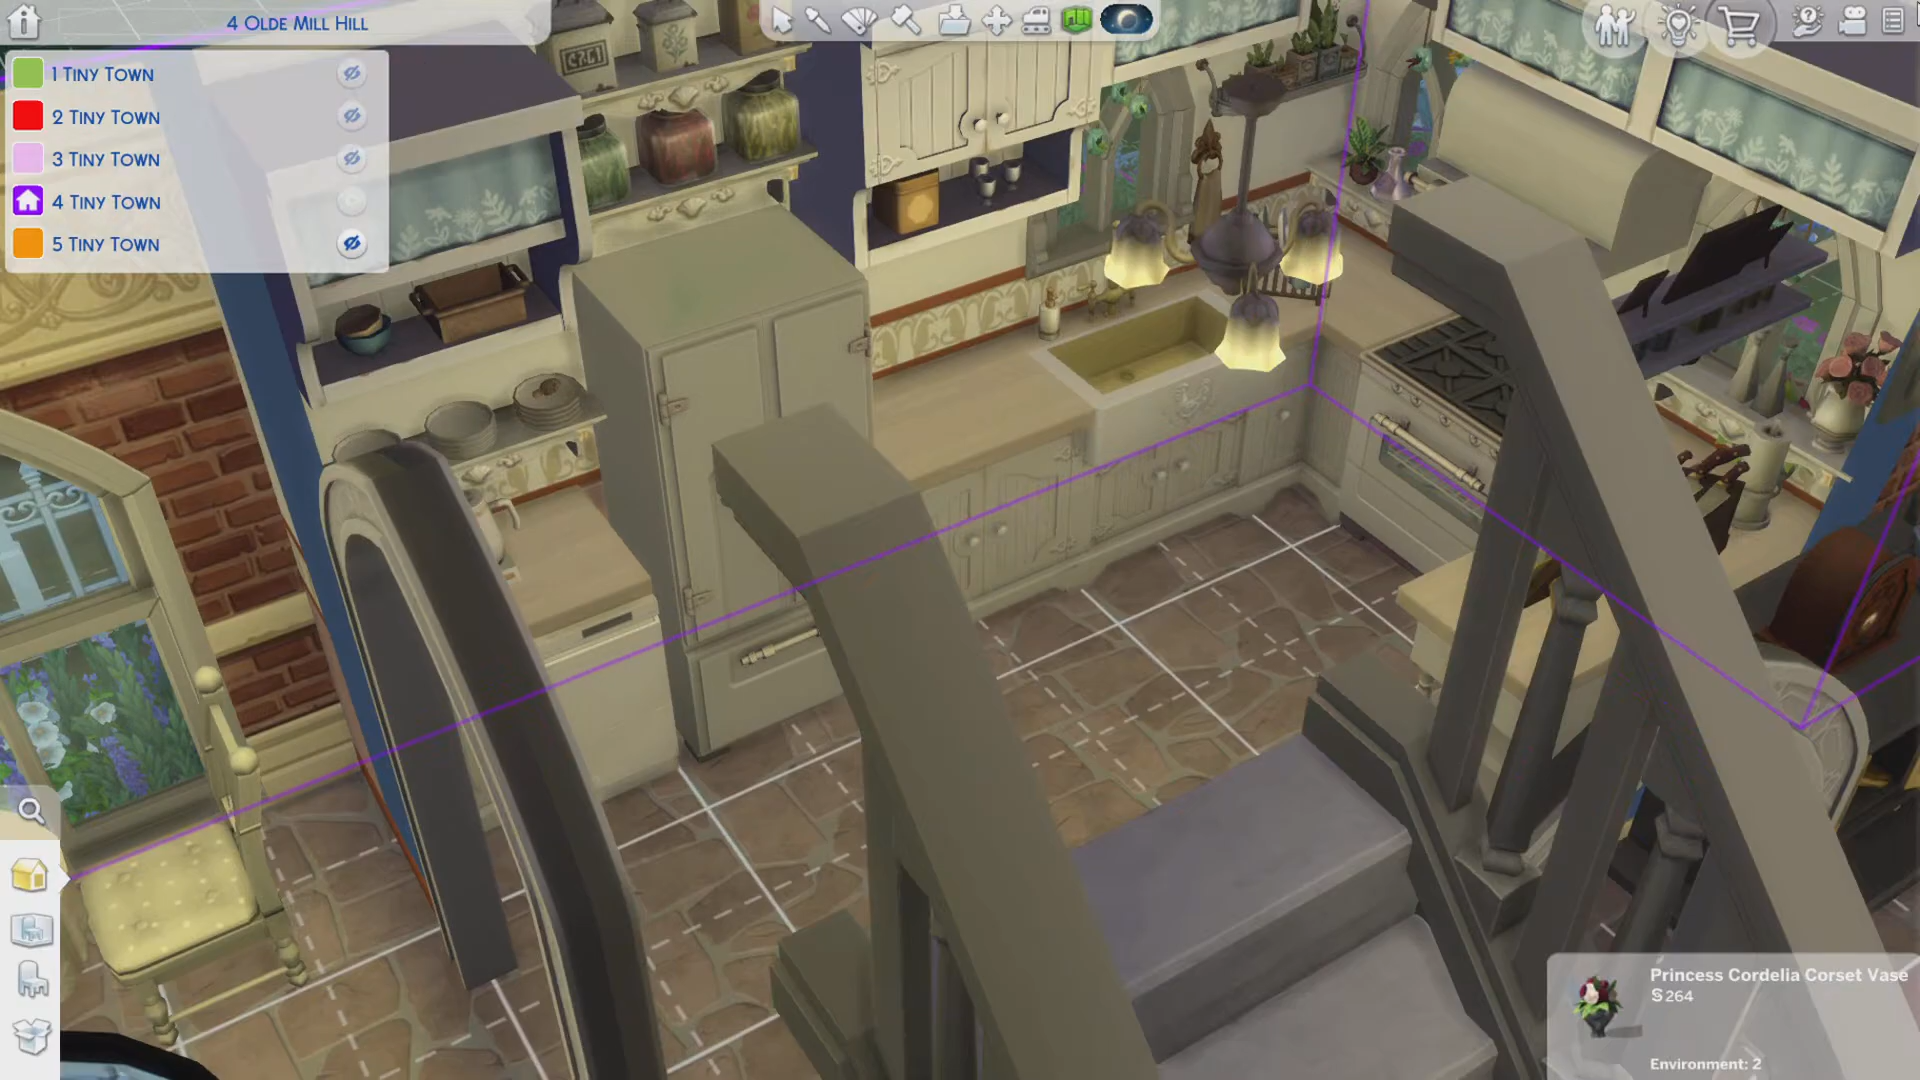 4 Olde Mill Hill
1 Tiny Town
2 Tiny Town
3 Tiny Town
4 Tiny Town
5 Tiny Town
Princess Cordelia Corset Vase
§264
Environment: 2